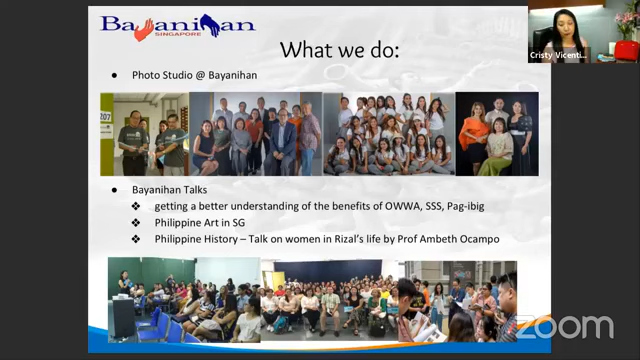 Bayanihan
SINGAPORE
What we do:
● Photo Studio @ Bayanihan
207
● Bayanihan Talks
❖ getting a better understanding of the benefits of OWWA, SSS, Pag-ibig
❖ Philippine Art in SG
❖ Philippine History – Talk on women in Rizal's life by Prof Ambeth Ocampo
Cristy Vicenti...
zoom